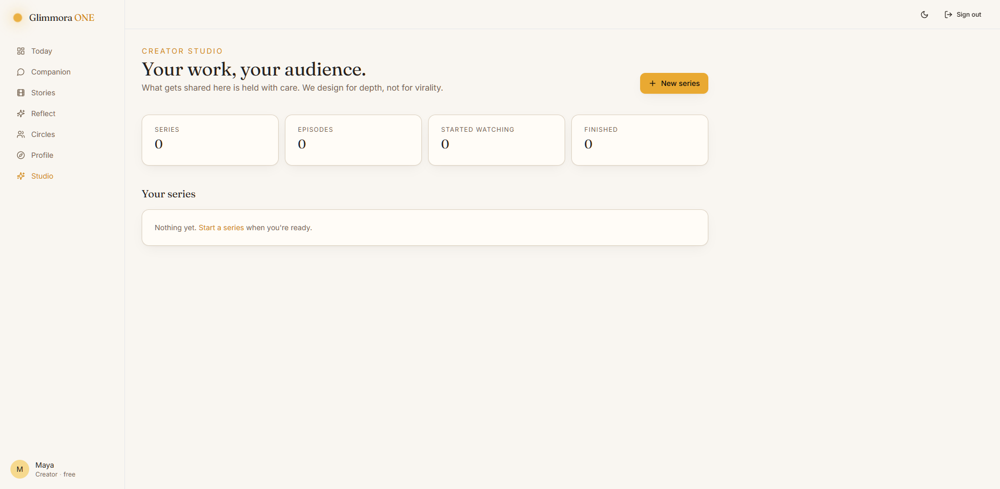 Glimmora ONE
Sign out
Today
Companion
Stories
Reflect
Circles
Profile
Studio
CREATOR STUDIO
Your work, your audience.
What gets shared here is held with care. We design for depth, not for virality.
New series
SERIES
0
EPISODES
0
STARTED WATCHING
0
FINISHED
0
Your series
Nothing yet. Start a series when you're ready.
M
Maya
Creator · free